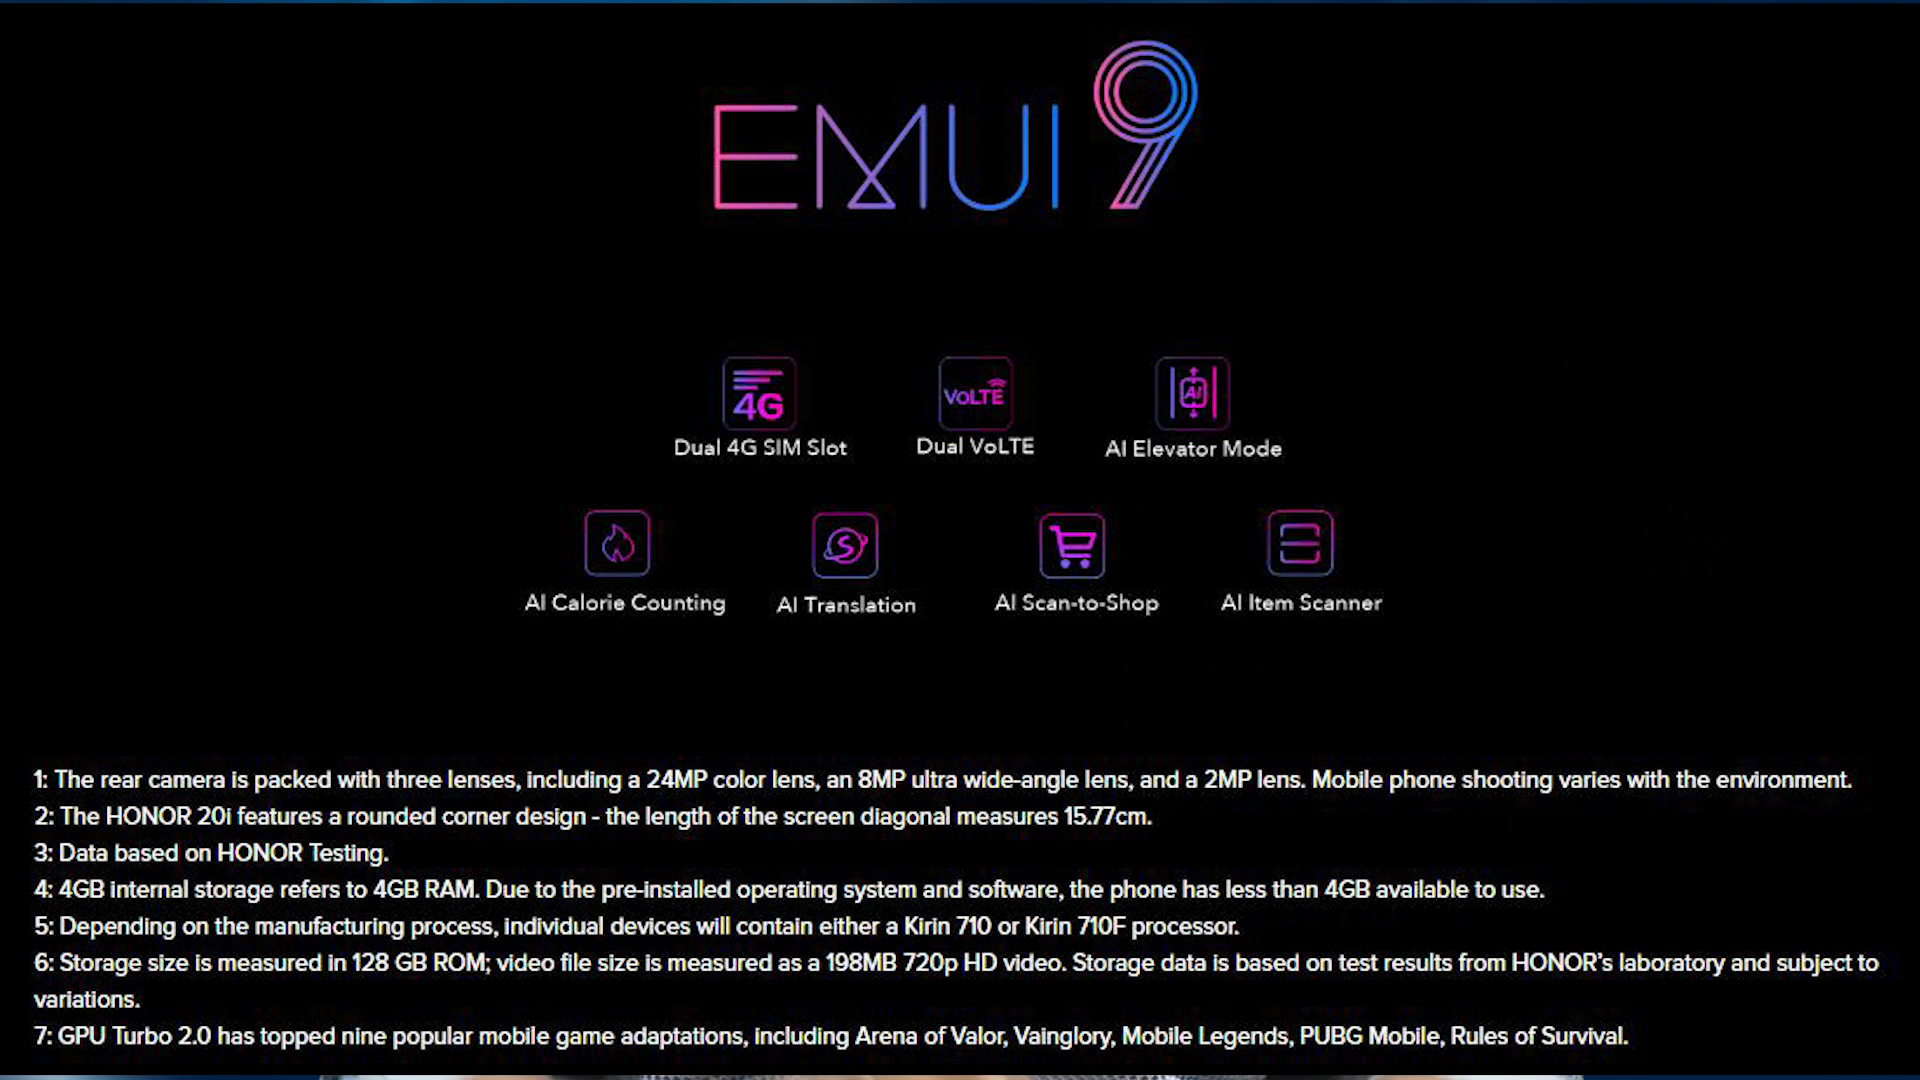 EMUI 9
4G VoLTE AI
Dual 4G SIM Slot Dual VoLTE AI Elevator Mode
S
AI Calorie Counting AI Translation AI Scan-to-Shop AI Item Scanner
1: The rear camera is packed with three lenses, including a 24MP color lens, an 8MP ultra wide-angle lens, and a 2MP lens. Mobile phone shooting varies with the environment.
2: The HONOR 20i features a rounded corner design - the length of the screen diagonal measures 15.77cm.
3: Data based on HONOR Testing.
4: 4GB internal storage refers to 4GB RAM. Due to the pre-installed operating system and software, the phone has less than 4GB available to use.
5: Depending on the manufacturing process, individual devices will contain either a Kirin 710 or Kirin 710F processor.
6: Storage size is measured in 128 GB ROM; video file size is measured as a 198MB 720p HD video. Storage data is based on test results from HONOR’s laboratory and subject to
variations.
7: GPU Turbo 2.0 has topped nine popular mobile game adaptations, including Arena of Valor, Vainglory, Mobile Legends, PUBG Mobile, Rules of Survival.